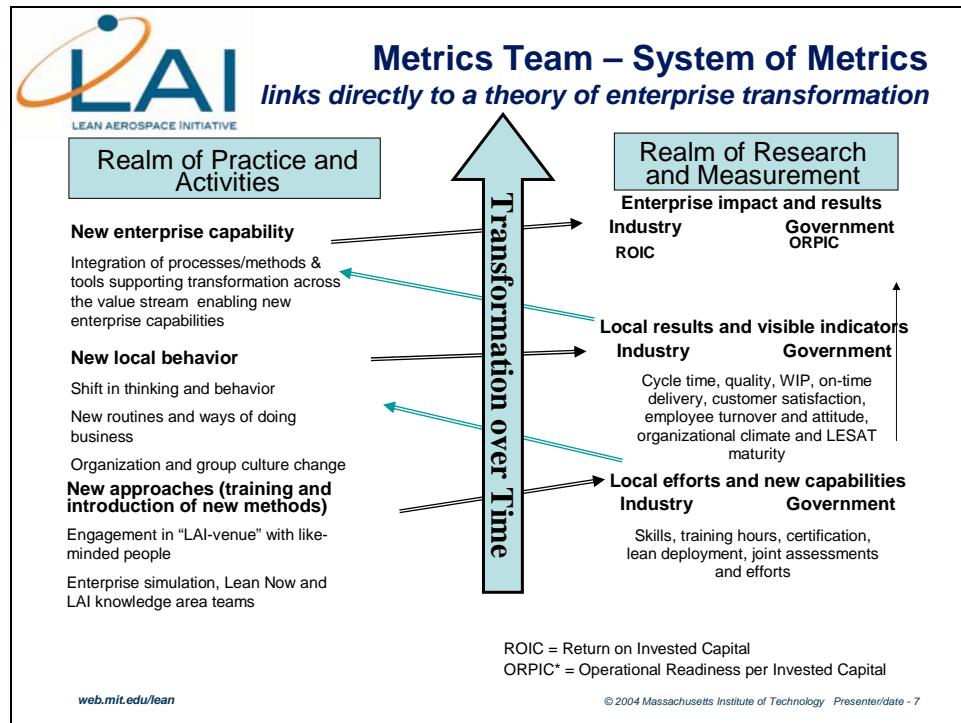 LAI
LEAN AEROSPACE INITIATIVE
Metrics Team – System of Metrics
links directly to a theory of enterprise transformation
Realm of Practice and
Activities
New enterprise capability
Integration of processes/methods &
tools supporting transformation across
the value stream enabling new
enterprise capabilities
New local behavior
Shift in thinking and behavior
New routines and ways of doing
business
Organization and group culture change
New approaches (training and
introduction of new methods)
Engagement in “LAI-venue” with like-
minded people
Enterprise simulation, Lean Now and
LAI knowledge area teams
Transformation over Time
Realm of Research
and Measurement
Enterprise impact and results
Industry Government
ROIC ORPIC
Local results and visible indicators
Industry Government
Cycle time, quality, WIP, on-time
delivery, customer satisfaction,
employee turnover and attitude,
organizational climate and LESAT
maturity
Local efforts and new capabilities
Industry Government
Skills, training hours, certification,
lean deployment, joint assessments
and efforts
ROIC = Return on Invested Capital
ORPIC* = Operational Readiness per Invested Capital
web.mit.edu/lean
© 2004 Massachusetts Institute of Technology Presenter/date - 7